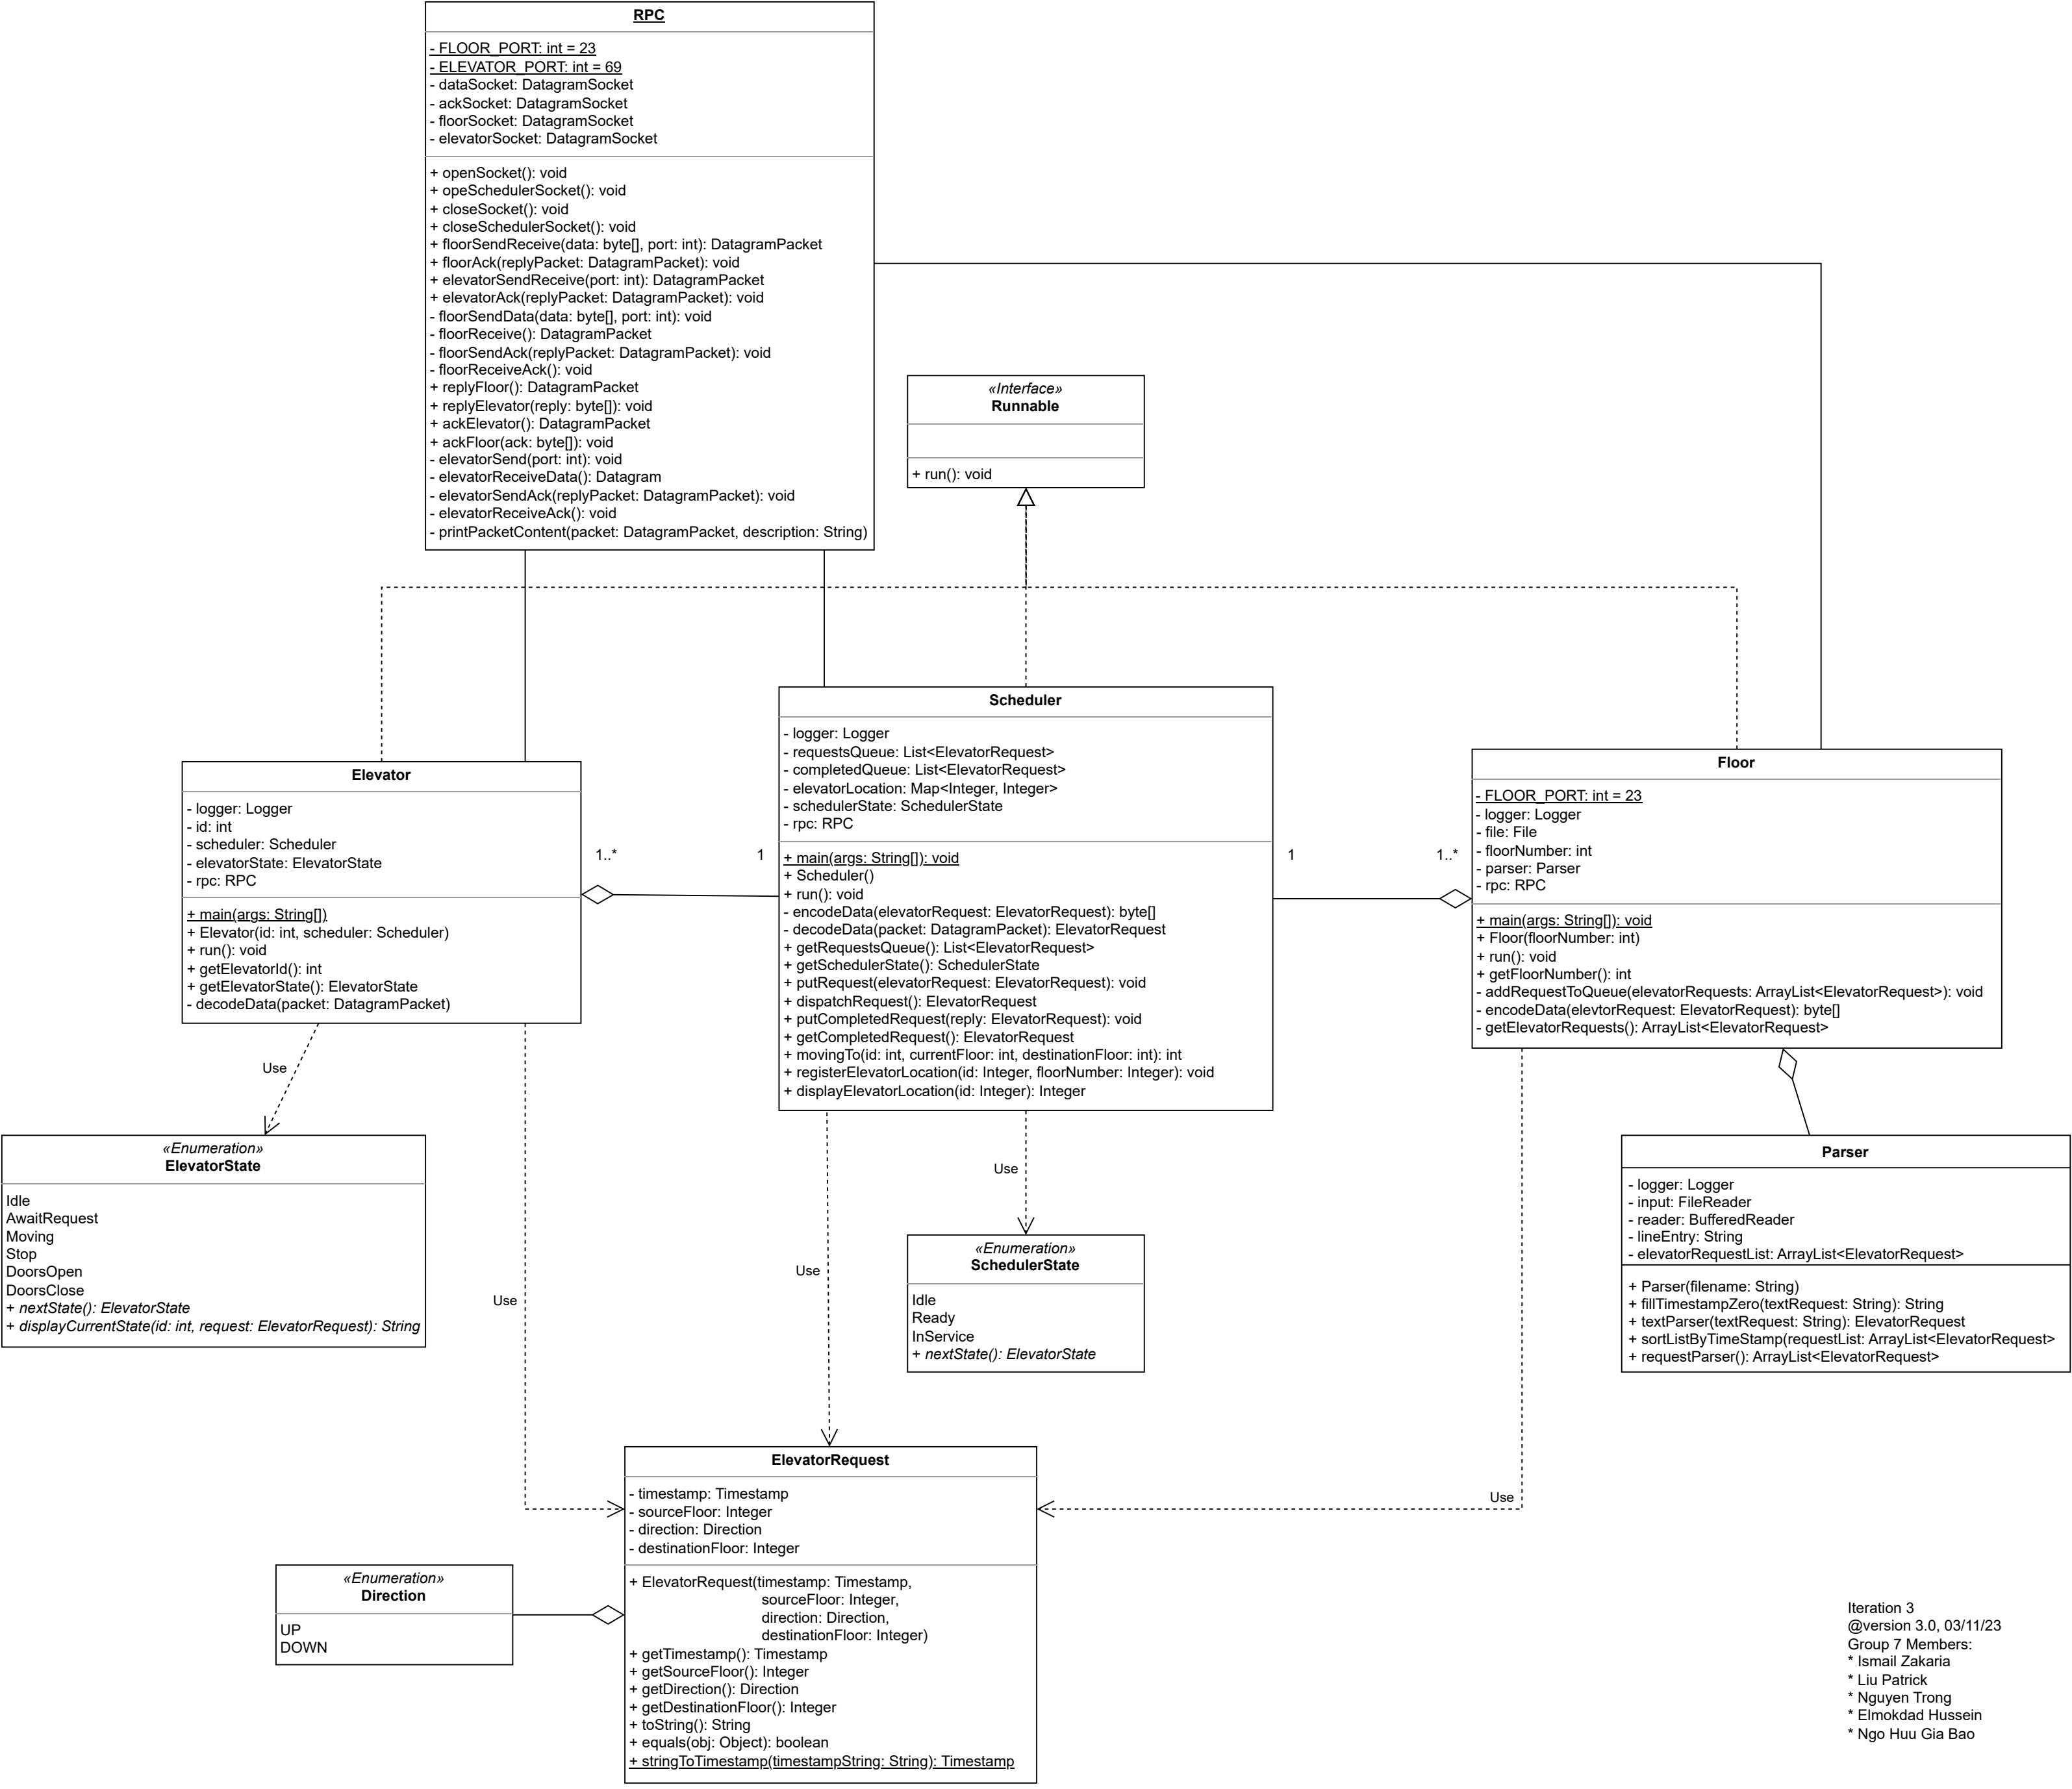 RPC
- FLOOR_PORT: int = 23
- ELEVATOR_PORT: int = 69
- dataSocket: DatagramSocket
- ackSocket: DatagramSocket
- floorSocket: DatagramSocket
- elevatorSocket: DatagramSocket
+ openSocket(): void
+ opeSchedulerSocket(): void
+ closeSocket(): void
+ closeSchedulerSocket(): void
+ floorSendReceive(data: byte[], port: int): DatagramPacket
+ floorAck(replyPacket: DatagramPacket): void
+ elevatorSendReceive(port: int): DatagramPacket
+ elevatorAck(replyPacket: DatagramPacket): void
- floorSendData(data: byte[], port: int): void
- floorReceive(): DatagramPacket
- floorSendAck(replyPacket: DatagramPacket): void
- floorReceiveAck(): void
+ replyFloor(): DatagramPacket
+ replyElevator(reply: byte[]): void
+ ackElevator(): DatagramPacket
+ ackFloor(ack: byte[]): void
- elevatorSend(port: int): void
- elevatorReceiveData(): Datagram
- elevatorSendAck(replyPacket: DatagramPacket): void
- elevatorReceiveAck(): void
- printPacketContent(packet: DatagramPacket, description: String)
«Interface»
Runnable
+ run(): void
Elevator
- logger: Logger
- id: int
- scheduler: Scheduler
- elevatorState: ElevatorState
- rpc: RPC
+ main(args: String[])
+ Elevator(id: int, scheduler: Scheduler)
+ run(): void
+ getElevatorId(): int
+ getElevatorState(): ElevatorState
- decodeData(packet: DatagramPacket)
1..*
1
Scheduler
- logger: Logger
- requestsQueue: List<ElevatorRequest>
- completedQueue: List<ElevatorRequest>
- elevatorLocation: Map<Integer, Integer>
- schedulerState: SchedulerState
- rpc: RPC
+ main(args: String[]): void
+ Scheduler()
+ run(): void
- encodeData(elevatorRequest: ElevatorRequest): byte[]
- decodeData(packet: DatagramPacket): ElevatorRequest
+ getRequestsQueue(): List<ElevatorRequest>
+ getSchedulerState(): SchedulerState
+ putRequest(elevatorRequest: ElevatorRequest): void
+ dispatchRequest(): ElevatorRequest
+ putCompletedRequest(reply: ElevatorRequest): void
+ getCompletedRequest(): ElevatorRequest
+ movingTo(id: int, currentFloor: int, destinationFloor: int): int
+ registerElevatorLocation(id: Integer, floorNumber: Integer): void
+ displayElevatorLocation(id: Integer): Integer
1
1..*
Floor
- FLOOR_PORT: int = 23
- logger: Logger
- file: File
- floorNumber: int
- parser: Parser
- rpc: RPC
+ main(args: String[]): void
+ Floor(floorNumber: int)
+ run(): void
+ getFloorNumber(): int
- addRequestToQueue(elevatorRequests: ArrayList<ElevatorRequest>): void
- encodeData(elevtorRequest: ElevatorRequest): byte[]
- getElevatorRequests(): ArrayList<ElevatorRequest>
Use
«Enumeration»
ElevatorState
Idle
AwaitRequest
Moving
Stop
DoorsOpen
DoorsClose
+ nextState(): ElevatorState
+ displayCurrentState(id: int, request: ElevatorRequest): String
Use
Use
Use
«Enumeration»
SchedulerState
Idle
Ready
InService
+ nextState(): ElevatorState
Parser
- logger: Logger
- input: FileReader
- reader: BufferedReader
- lineEntry: String
- elevatorRequestList: ArrayList<ElevatorRequest>
+ Parser(filename: String)
+ fillTimestampZero(textRequest: String): String
+ textParser(textRequest: String): ElevatorRequest
+ sortListByTimeStamp(requestList: ArrayList<ElevatorRequest>
+ requestParser(): ArrayList<ElevatorRequest>
Use
ElevatorRequest
- timestamp: Timestamp
- sourceFloor: Integer
- direction: Direction
- destinationFloor: Integer
+ ElevatorRequest(timestamp: Timestamp,
sourceFloor: Integer,
direction: Direction,
destinationFloor: Integer)
+ getTimestamp(): Timestamp
+ getSourceFloor(): Integer
+ getDirection(): Direction
+ getDestinationFloor(): Integer
+ toString(): String
+ equals(obj: Object): boolean
+ stringToTimestamp(timestampString: String): Timestamp
«Enumeration»
Direction
UP
DOWN
Iteration 3
@version 3.0, 03/11/23
Group 7 Members:
* Ismail Zakaria
* Liu Patrick
* Nguyen Trong
* Elmokdad Hussein
* Ngo Huu Gia Bao